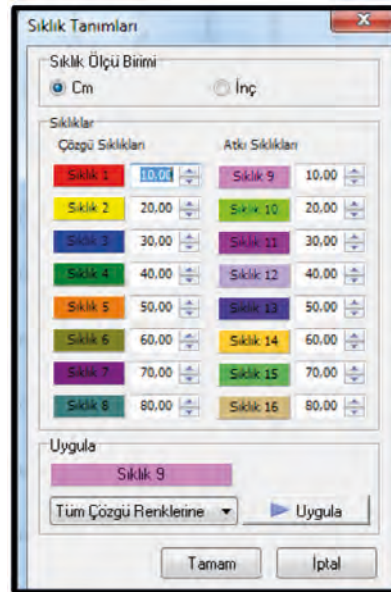 Sıklık Tanımları
Sıklık Ölçü Birimi
Cm İnç
Sıklıklar
Çözgü Sıklıkları Atkı Sıklıkları
Sıklık 1 10,00 Sıklık 9 10,00
Sıklık 2 20,00 Sıklık 10 20,00
Sıklık 3 30,00 Sıklık 11 30,00
Sıklık 4 40,00 Sıklık 12 40,00
Sıklık 5 50,00 Sıklık 13 50,00
Sıklık 6 60,00 Sıklık 14 60,00
Sıklık 7 70,00 Sıklık 15 70,00
Sıklık 8 80,00 Sıklık 16 80,00
Uygula
Sıklık 9
Tüm Çözgü Renklerine Uygula
Tamam İptal